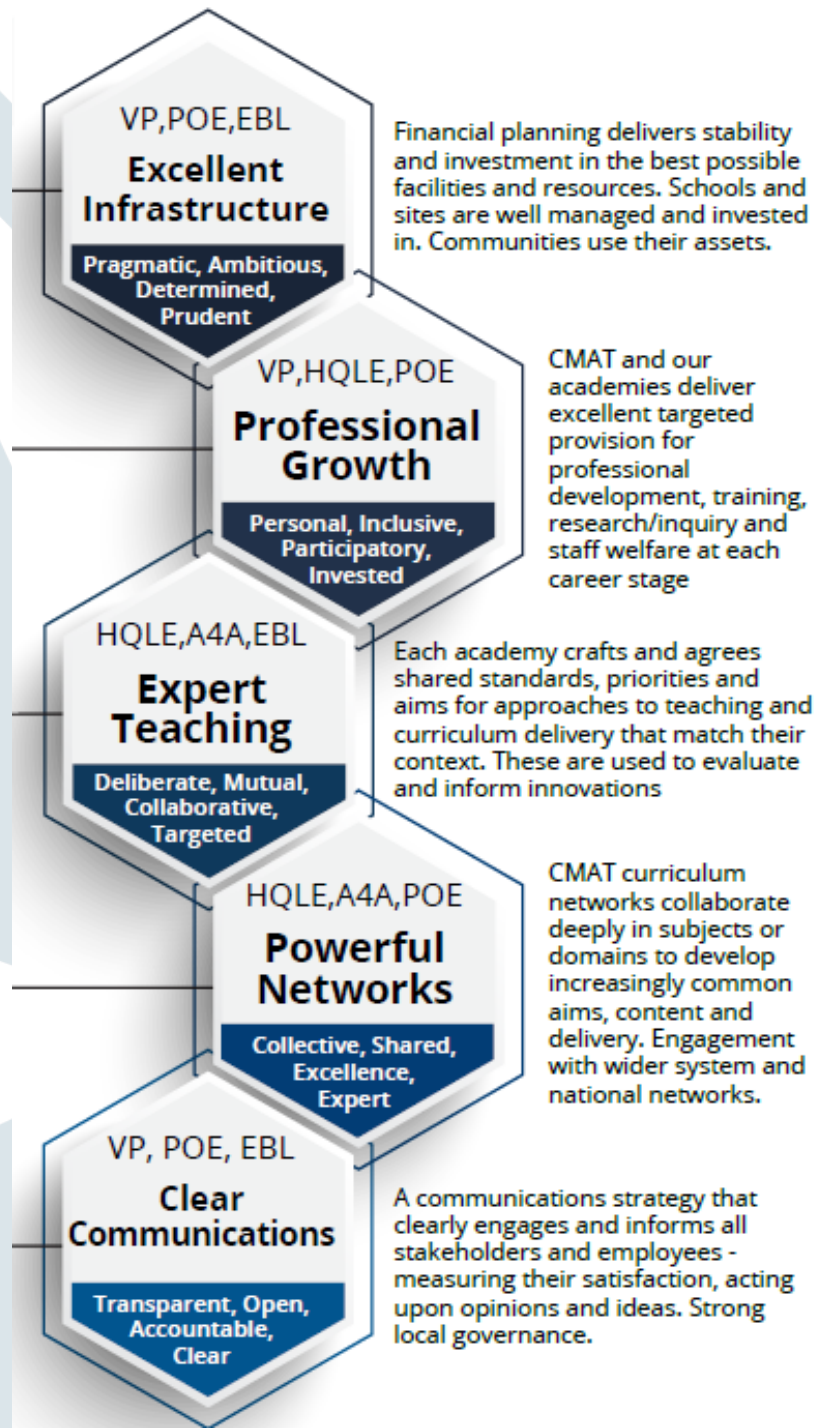 VP,POE,EBL
Excellent
Infrastructure
Pragmatic, Ambitious,
Determined,
Prudent
Financial planning delivers stability
and investment in the best possible
facilities and resources. Schools and
sites are well managed and invested
in. Communities use their assets.
VP,HQLE,POE
Professional
Growth
Personal, Inclusive,
Participatory,
Invested
CMAT and our
academies deliver
excellent targeted
provision for
professional
development, training,
research/inquiry and
staff welfare at each
career stage
HQLE,A4A,EBL
Expert
Teaching
Deliberate, Mutual,
Collaborative,
Targeted
Each academy crafts and agrees
shared standards, priorities and
aims for approaches to teaching and
curriculum delivery that match their
context. These are used to evaluate
and inform innovations
HQLE,A4A,POE
Powerful
Networks
Collective, Shared,
Excellence,
Expert
CMAT curriculum
networks collaborate
deeply in subjects or
domains to develop
increasingly common
aims, content and
delivery. Engagement
with wider system and
national networks.
VP, POE, EBL
Clear
Communications
Transparent, Open,
Accountable,
Clear
A communications strategy that
clearly engages and informs all
stakeholders and employees -
measuring their satisfaction, acting
upon opinions and ideas. Strong
local governance.